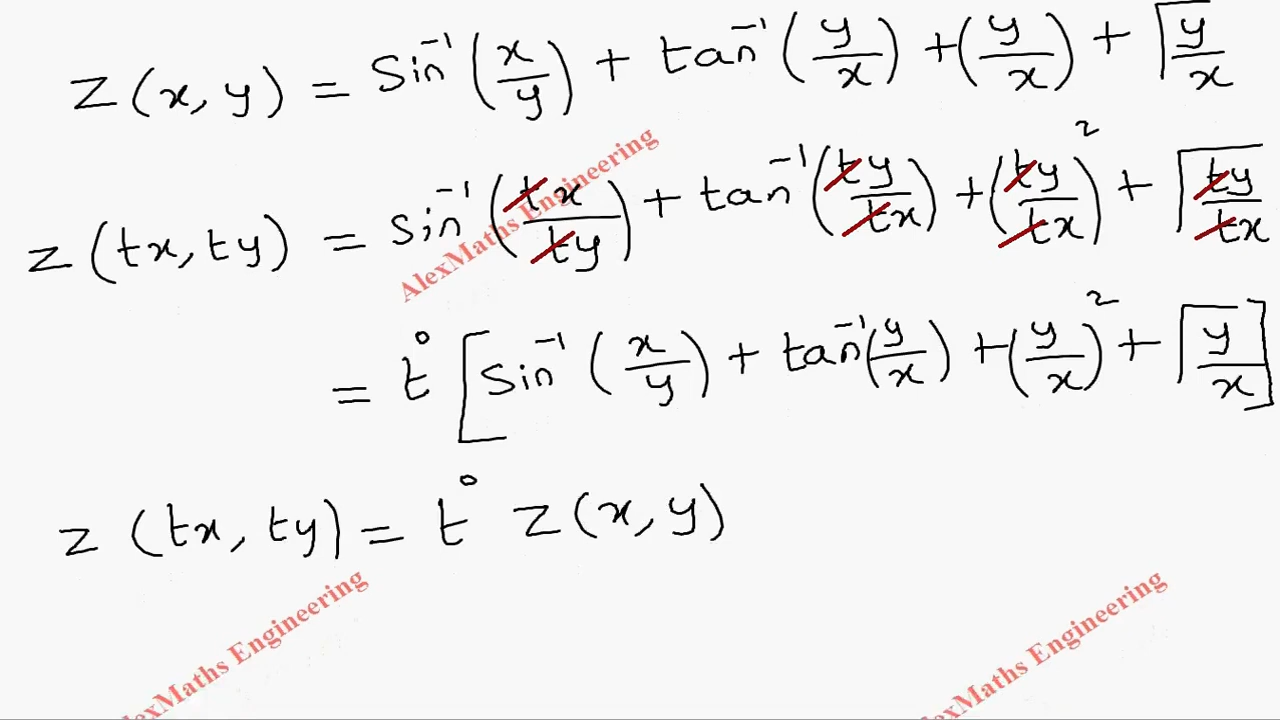 z(x, y) = Sin⁻¹(x/y) + tan⁻¹(y/x) + (y/x) + √(y/x)
z(tx, ty) = sin⁻¹(tx/ty) + tan⁻¹(ty/tx) + (ty/tx)² + √(ty/tx)
AlexMaths Engineering
= t⁰ [Sin⁻¹(x/y) + tan⁻¹(y/x) + (y/x)² + √(y/x)]
z(tx, ty) = t⁰ z(x, y)
AlexMaths Engineering
AlexMaths Engineering